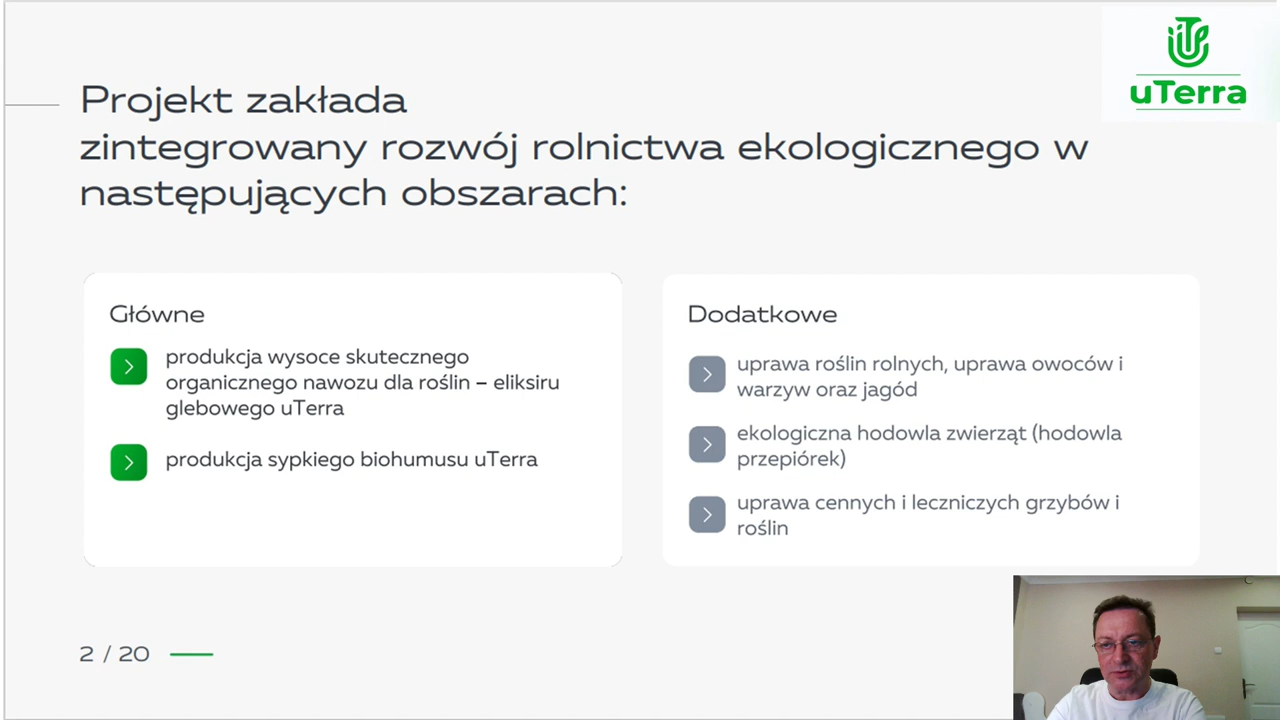 uTerra
Projekt zakłada
zintegrowany rozwój rolnictwa ekologicznego w
następujących obszarach:
Główne
produkcja wysoce skutecznego
organicznego nawozu dla roślin – eliksiru
glebowego uTerra
produkcja sypkiego biohumusu uTerra
Dodatkowe
uprawa roślin rolnych, uprawa owoców i
warzyw oraz jagód
ekologiczna hodowla zwierząt (hodowla
przepiórek)
uprawa cennych i leczniczych grzybów i
roślin
2 / 20